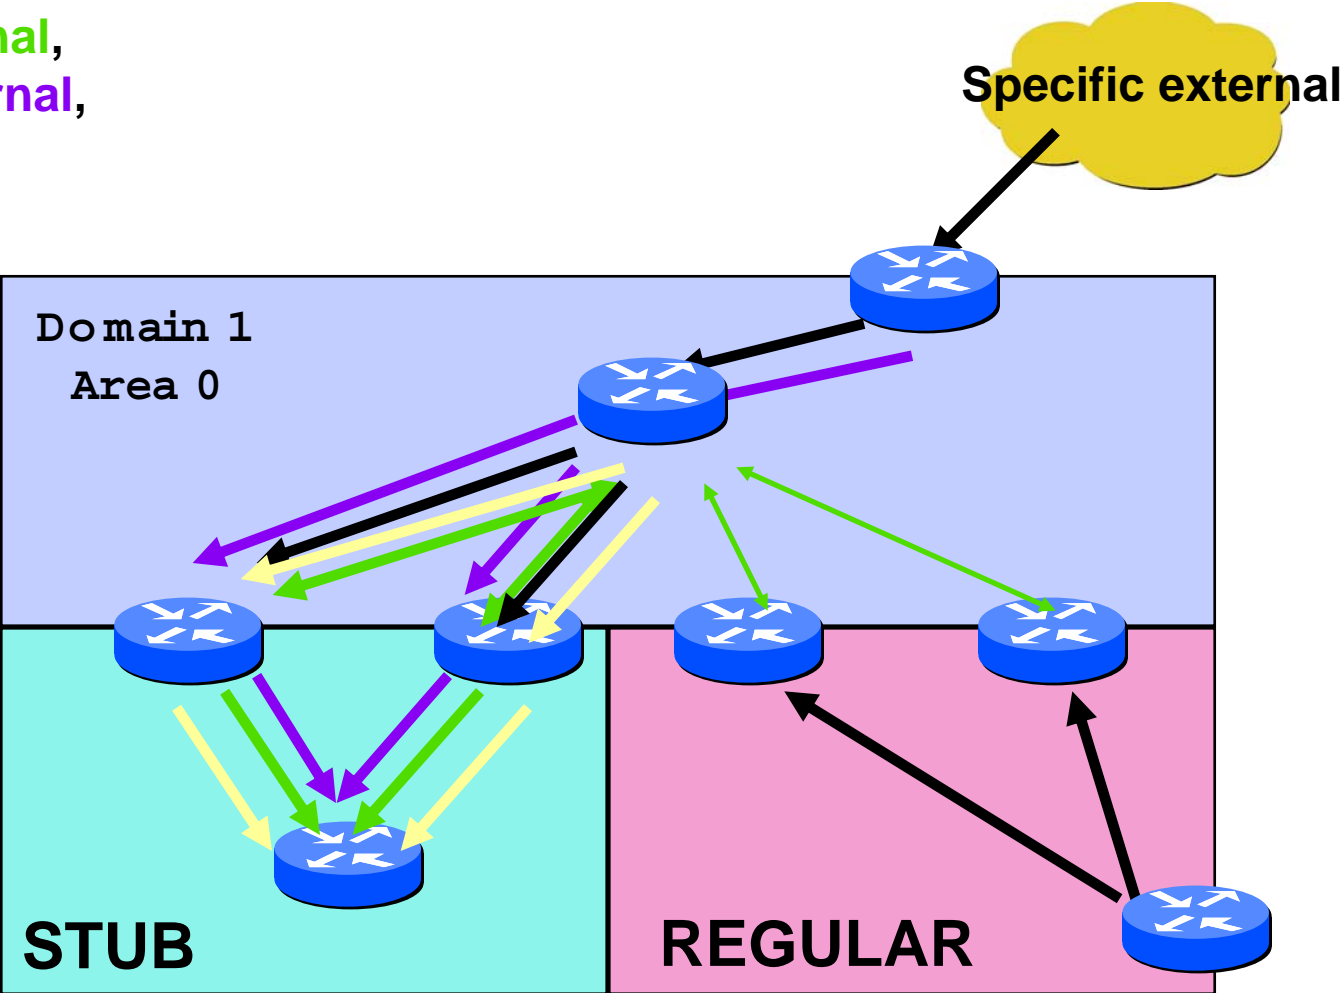 nal,
rnal,
Specific external
Domain 1
Area 0
STUB
REGULAR